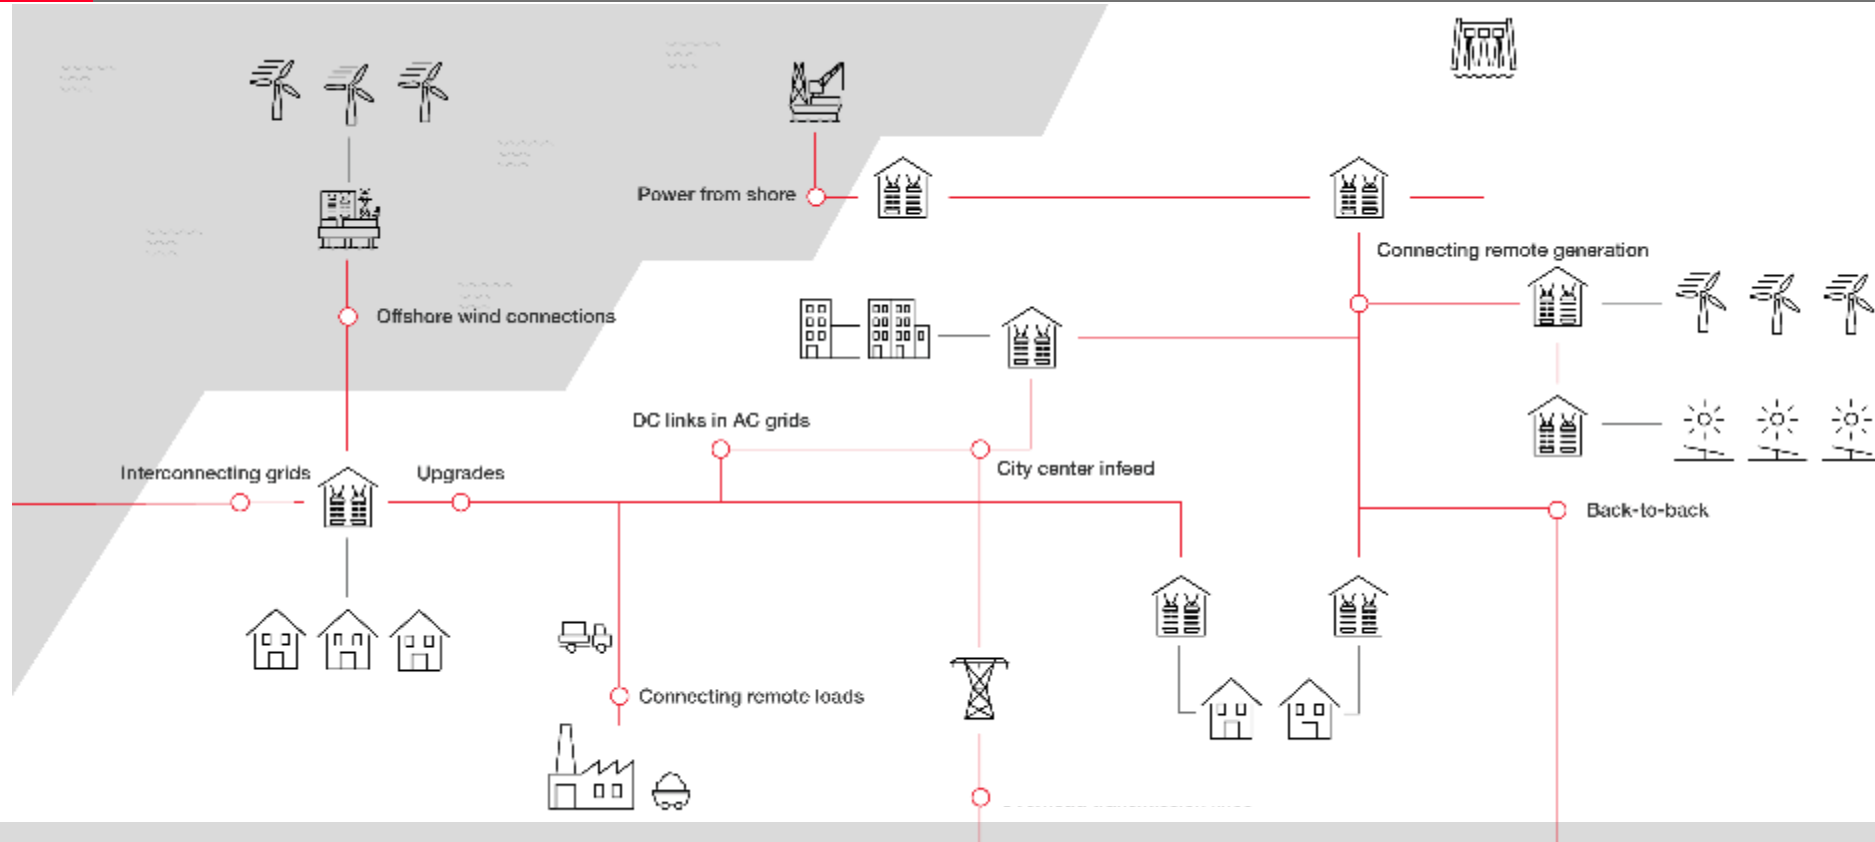 Power from shore
Connecting remote generation
Offshore wind connections
DC links in AC grids
City center infeed
Interconnecting grids
Upgrades
Back-to-back
Connecting remote loads